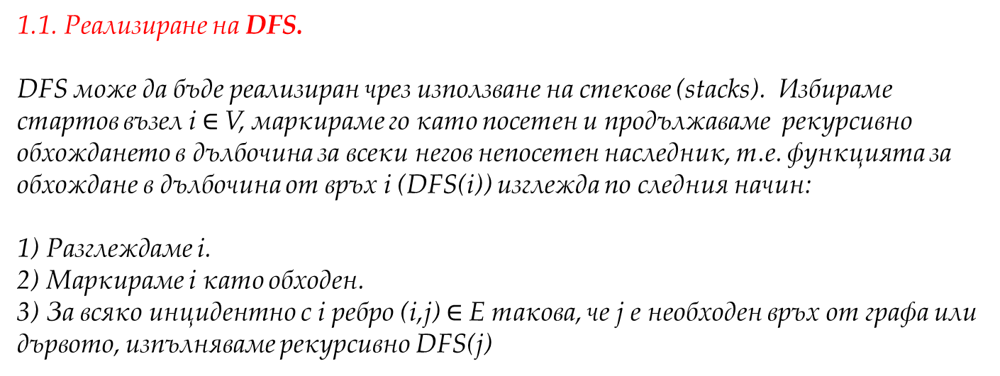 1.1. Реализиране на DFS.
DFS може да бъде реализиран чрез използване на стекове (stacks). Избираме
стартов възел i ∈ V, маркираме го като посетен и продължаваме рекурсивно
обхождането в дълбочина за всеки негов непосетен наследник, т.е. функцията за
обхождане в дълбочина от връх i (DFS(i)) изглежда по следния начин:
1) Разглеждаме i.
2) Маркираме i като обходен.
3) За всяко инцидентно с i ребро (i,j) ∈ E такова, че j е необходен връх от графа или
дървото, изпълняваме рекурсивно DFS(j)